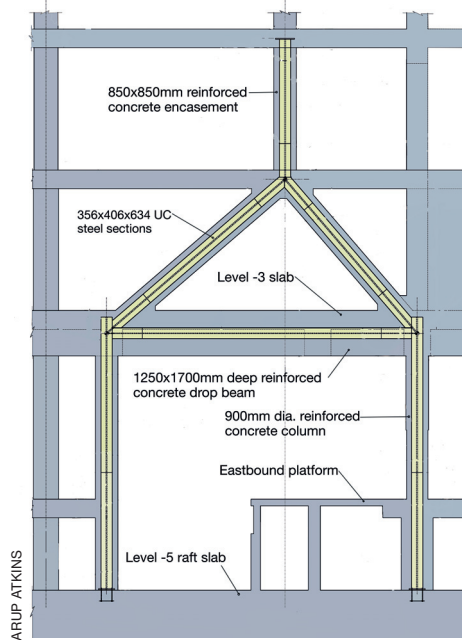 850x850mm reinforced
concrete encasement
356x406x634 UC
steel sections
Level -3 slab
1250x1700mm deep reinforced
concrete drop beam
900mm dia. reinforced
concrete column
Eastbound platform
Level -5 raft slab
ARUP ATKINS